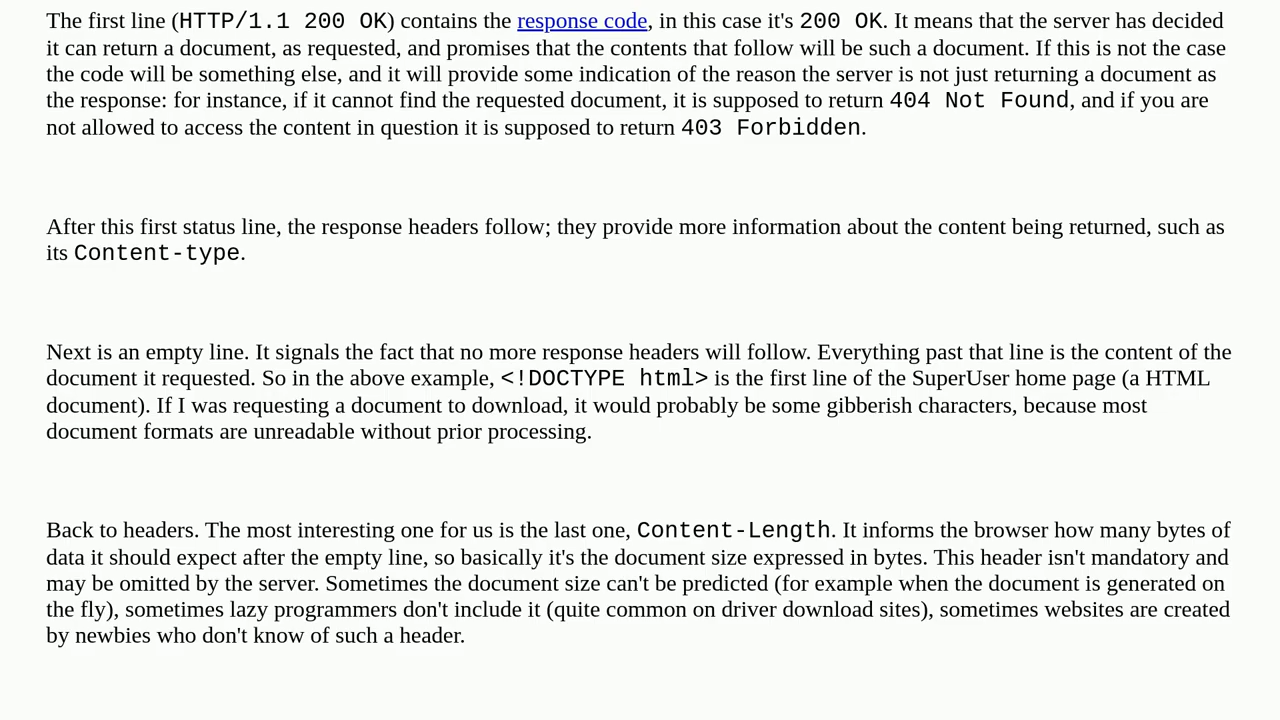 The first line (HTTP/1.1 200 OK) contains the response code, in this case it's 200 OK. It means that the server has decided
it can return a document, as requested, and promises that the contents that follow will be such a document. If this is not the case
the code will be something else, and it will provide some indication of the reason the server is not just returning a document as
the response: for instance, if it cannot find the requested document, it is supposed to return 404 Not Found, and if you are
not allowed to access the content in question it is supposed to return 403 Forbidden.
After this first status line, the response headers follow; they provide more information about the content being returned, such as
its Content-type.
Next is an empty line. It signals the fact that no more response headers will follow. Everything past that line is the content of the
document it requested. So in the above example, <!DOCTYPE html> is the first line of the SuperUser home page (a HTML
document). If I was requesting a document to download, it would probably be some gibberish characters, because most
document formats are unreadable without prior processing.
Back to headers. The most interesting one for us is the last one, Content-Length. It informs the browser how many bytes of
data it should expect after the empty line, so basically it's the document size expressed in bytes. This header isn't mandatory and
may be omitted by the server. Sometimes the document size can't be predicted (for example when the document is generated on
the fly), sometimes lazy programmers don't include it (quite common on driver download sites), sometimes websites are created
by newbies who don't know of such a header.